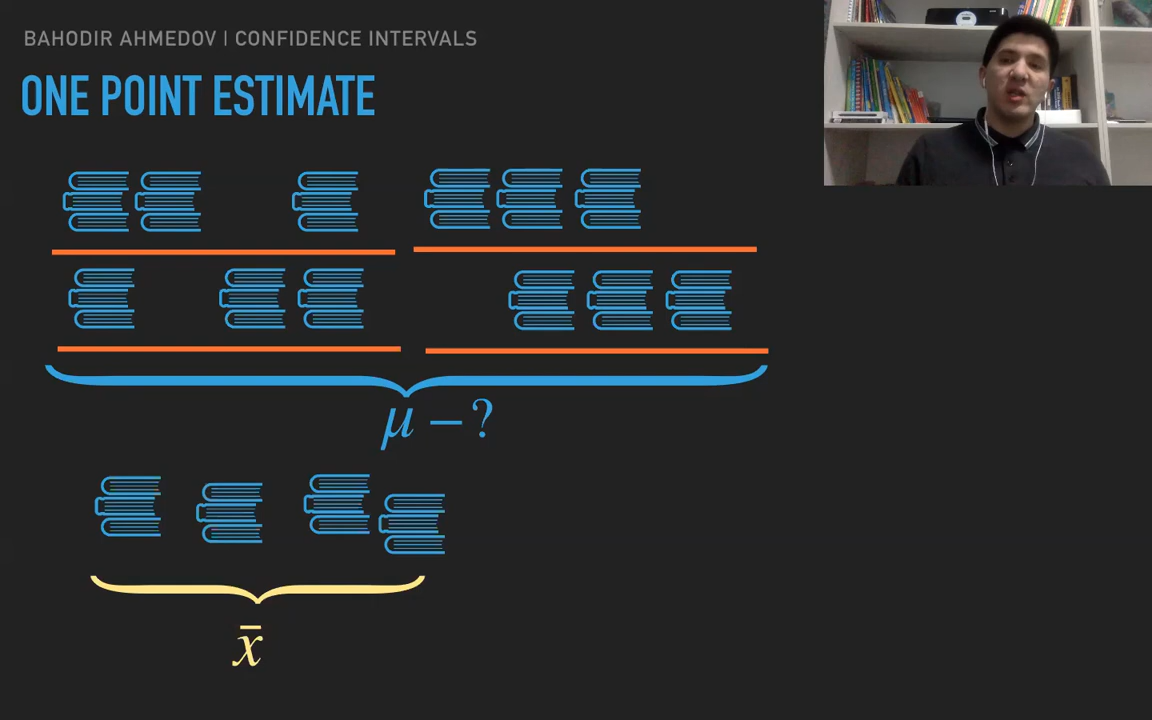 BAHODIR AHMEDOV | CONFIDENCE INTERVALS
ONE POINT ESTIMATE
μ – ?
x̄